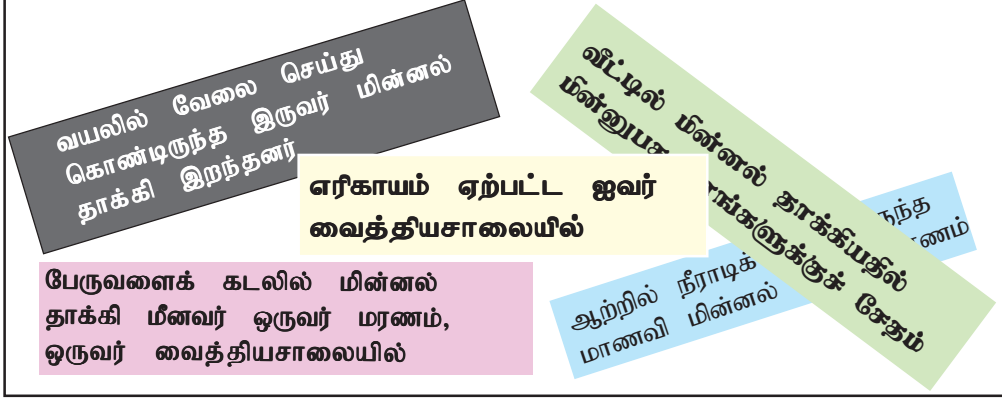 வயலில் வேலை செய்து
கொண்டிருந்த இருவர் மின்னல்
தாக்கி இறந்தனர்
வீட்டில் மின்னல் தாக்கியதில்
சேதம்
எரிகாயம் ஏற்பட்ட ஐவர்
வைத்தியசாலையில்
பேருவளைக் கடலில் மின்னல்
தாக்கி மீனவர் ஒருவர் மரணம்,
ஒருவர் வைத்தியசாலையில்
ஆற்றில்
மாணவி மின்னல்